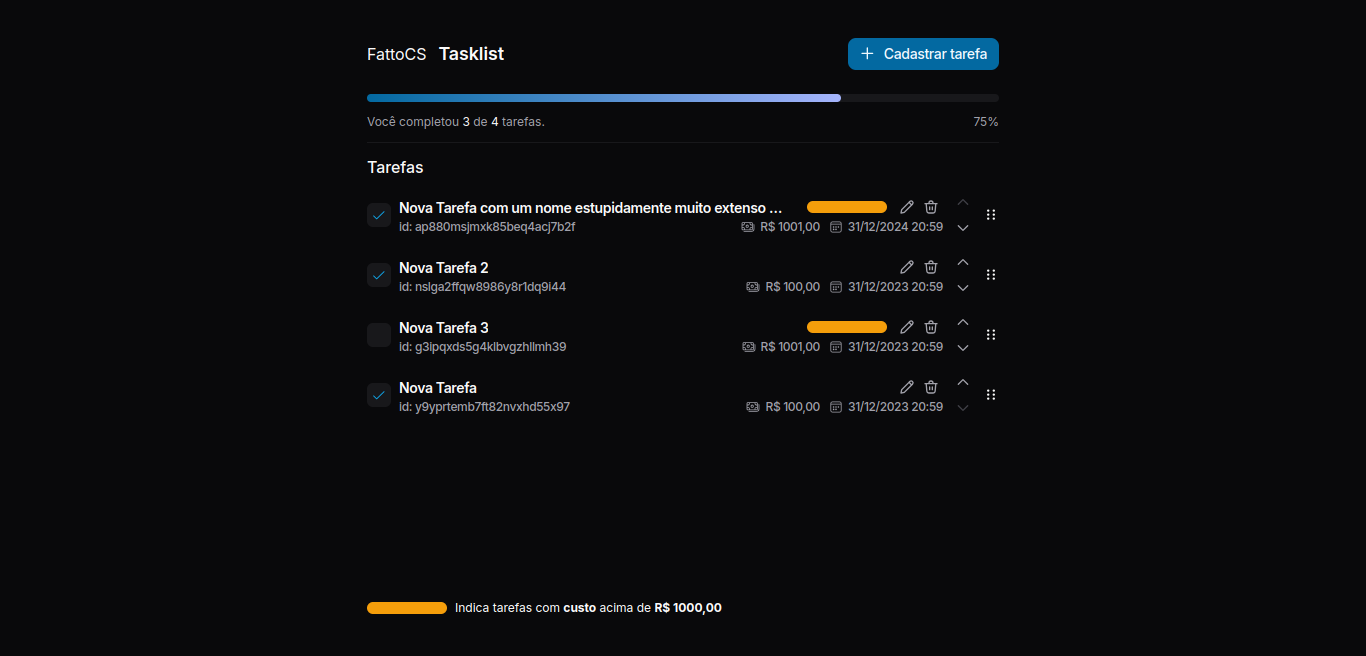 FattoCS Tasklist
Cadastrar tarefa
Você completou 3 de 4 tarefas.
75%
Tarefas
Nova Tarefa com um nome estupidamente muito extenso ...
id: ap880msjmxk85beq4acj7b2f
R$ 1001,00 31/12/2024 20:59
Nova Tarefa 2
id: nslga2ffqw8986y8r1dq9i44
R$ 100,00 31/12/2023 20:59
Nova Tarefa 3
id: g3ipqxds5g4klbvgzhllmh39
R$ 1001,00 31/12/2023 20:59
Nova Tarefa
id: y9yprtemb7ft82nvxhd55x97
R$ 100,00 31/12/2023 20:59
Indica tarefas com custo acima de R$ 1000,00